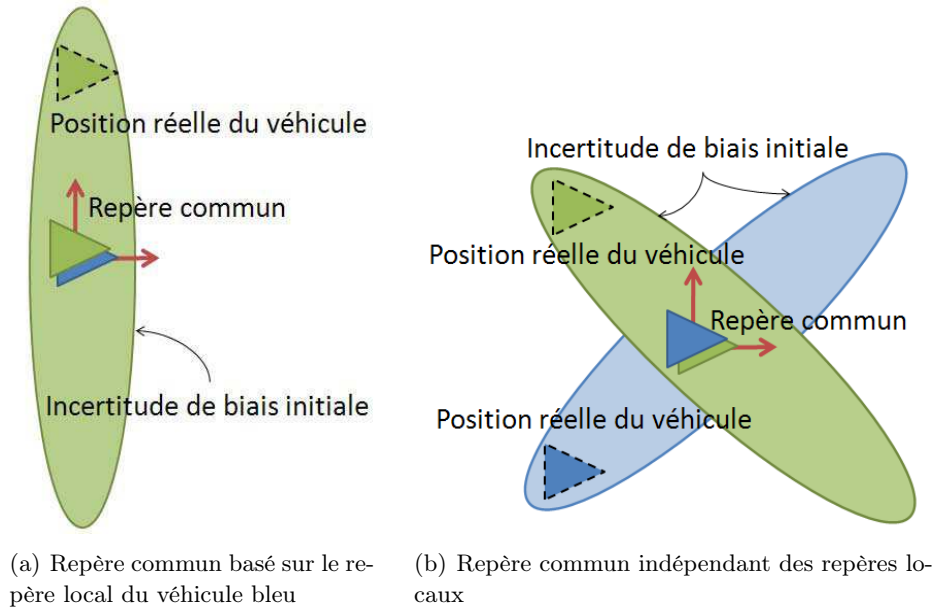 Position réelle du véhicule
Repère commun
Incertitude de biais initiale
(a) Repère commun basé sur le re-
père local du véhicule bleu
Incertitude de biais initiale
Position réelle du véhicule
Repère commun
Position réelle du véhicule
(b) Repère commun indépendant des repères lo-
caux